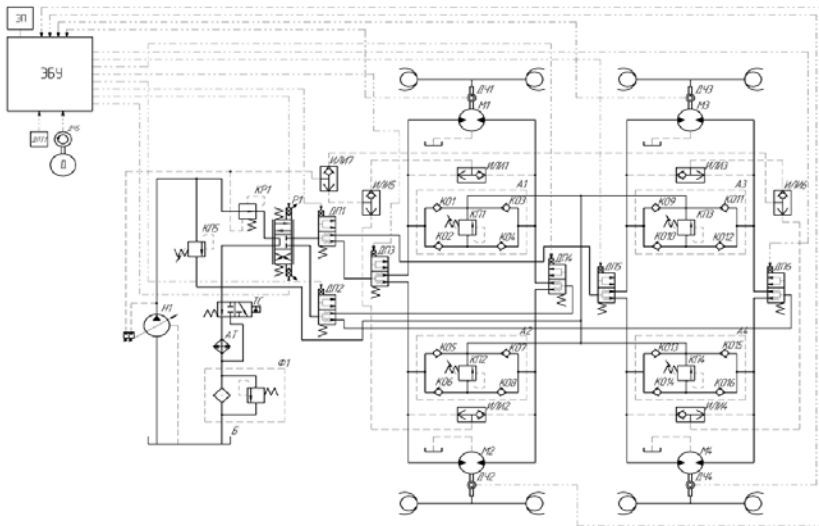 ЭП
ЭБУ
ДПТ1
ДЧ5
Д
КП5
КР1
Р1
Н1
ТГ
АТ
Ф1
Б
ИЛИ7
ИЛИ5
ДП1
ДП2
ДП3
ДЧ1
М1
ИЛИ1
А1
КО1
КО3
КП1
КО2
КО4
ДП4
ДП5
ДЧ3
М3
ИЛИ3
А3
КО9
КО11
КП3
КО10
КО12
ИЛИ6
ДП6
А2
КО5
КО7
КП2
КО6
КО8
ИЛИ2
М2
ДЧ2
А4
КО13
КО15
КП4
КО14
КО16
ИЛИ4
М4
ДЧ4